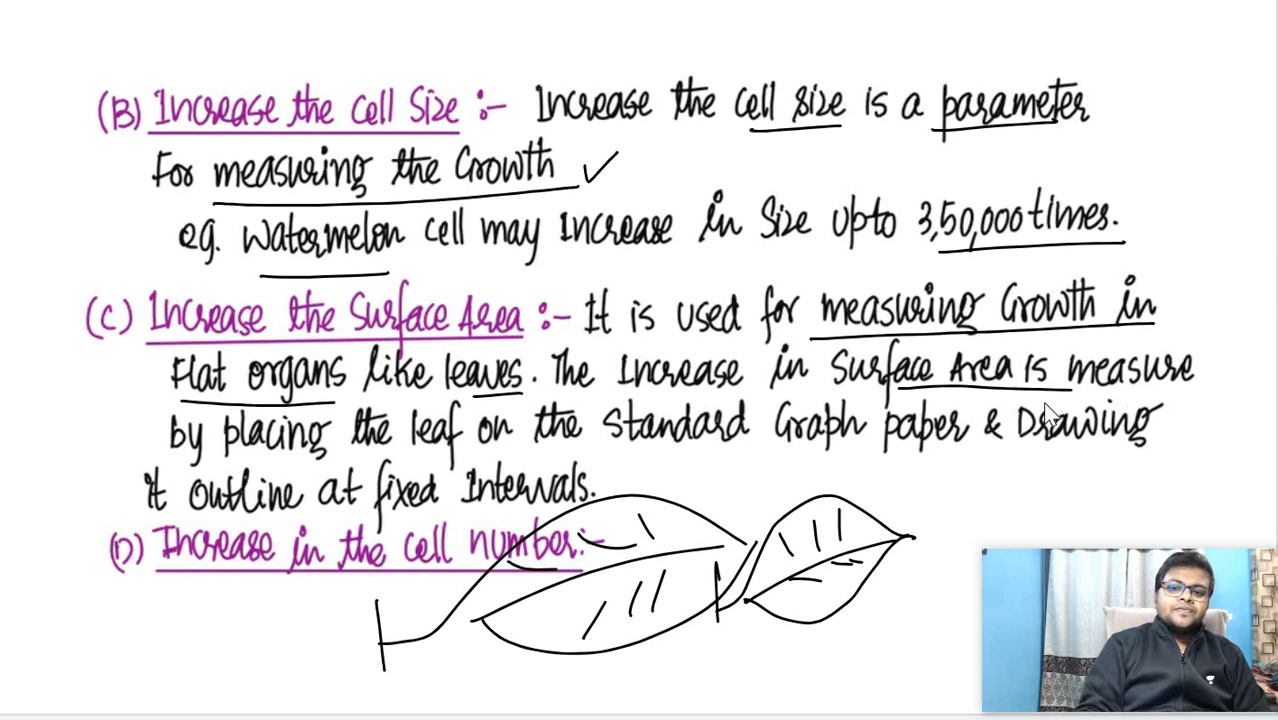 (B) Increase the Cell Size :- Increase the cell size is a parameter
For measuring the Growth ✓
eg. Watermelon cell may Increase in Size upto 3,50,000 times.
(C) Increase the Surface Area :- It is used for measuring Growth in
Flat organs like leaves. The Increase in Surface Area is measure
by placing the leaf on the Standard Graph paper & Drawing
it outline at fixed Intervals.
(D) Increase in the cell number :-